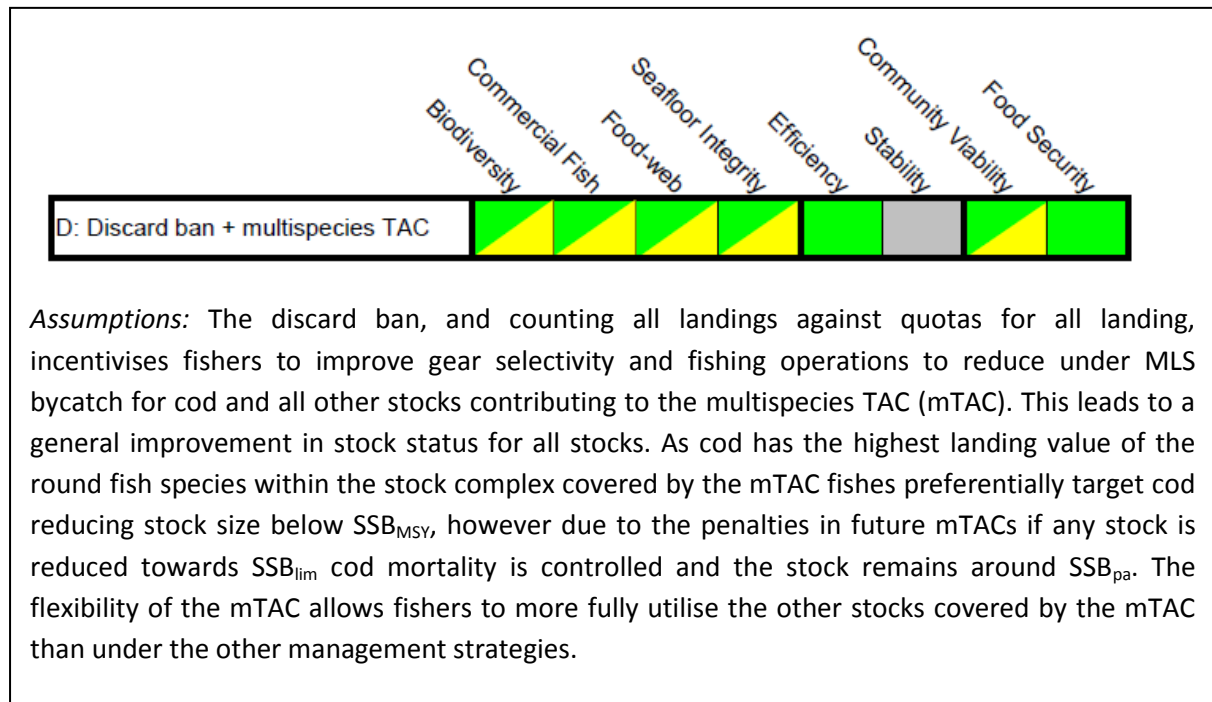 Biodiversity
Commercial Fish
Food-web
Seafloor Integrity
Efficiency
Stability
Community Viability
Food Security
D: Discard ban + multispecies TAC
Assumptions: The discard ban, and counting all landings against quotas for all landing,
incentivises fishers to improve gear selectivity and fishing operations to reduce under MLS
bycatch for cod and all other stocks contributing to the multispecies TAC (mTAC). This leads to a
general improvement in stock status for all stocks. As cod has the highest landing value of the
round fish species within the stock complex covered by the mTAC fishes preferentially target cod
reducing stock size below SSBMSY, however due to the penalties in future mTACs if any stock is
reduced towards SSBlim cod mortality is controlled and the stock remains around SSBpa. The
flexibility of the mTAC allows fishers to more fully utilise the other stocks covered by the mTAC
than under the other management strategies.